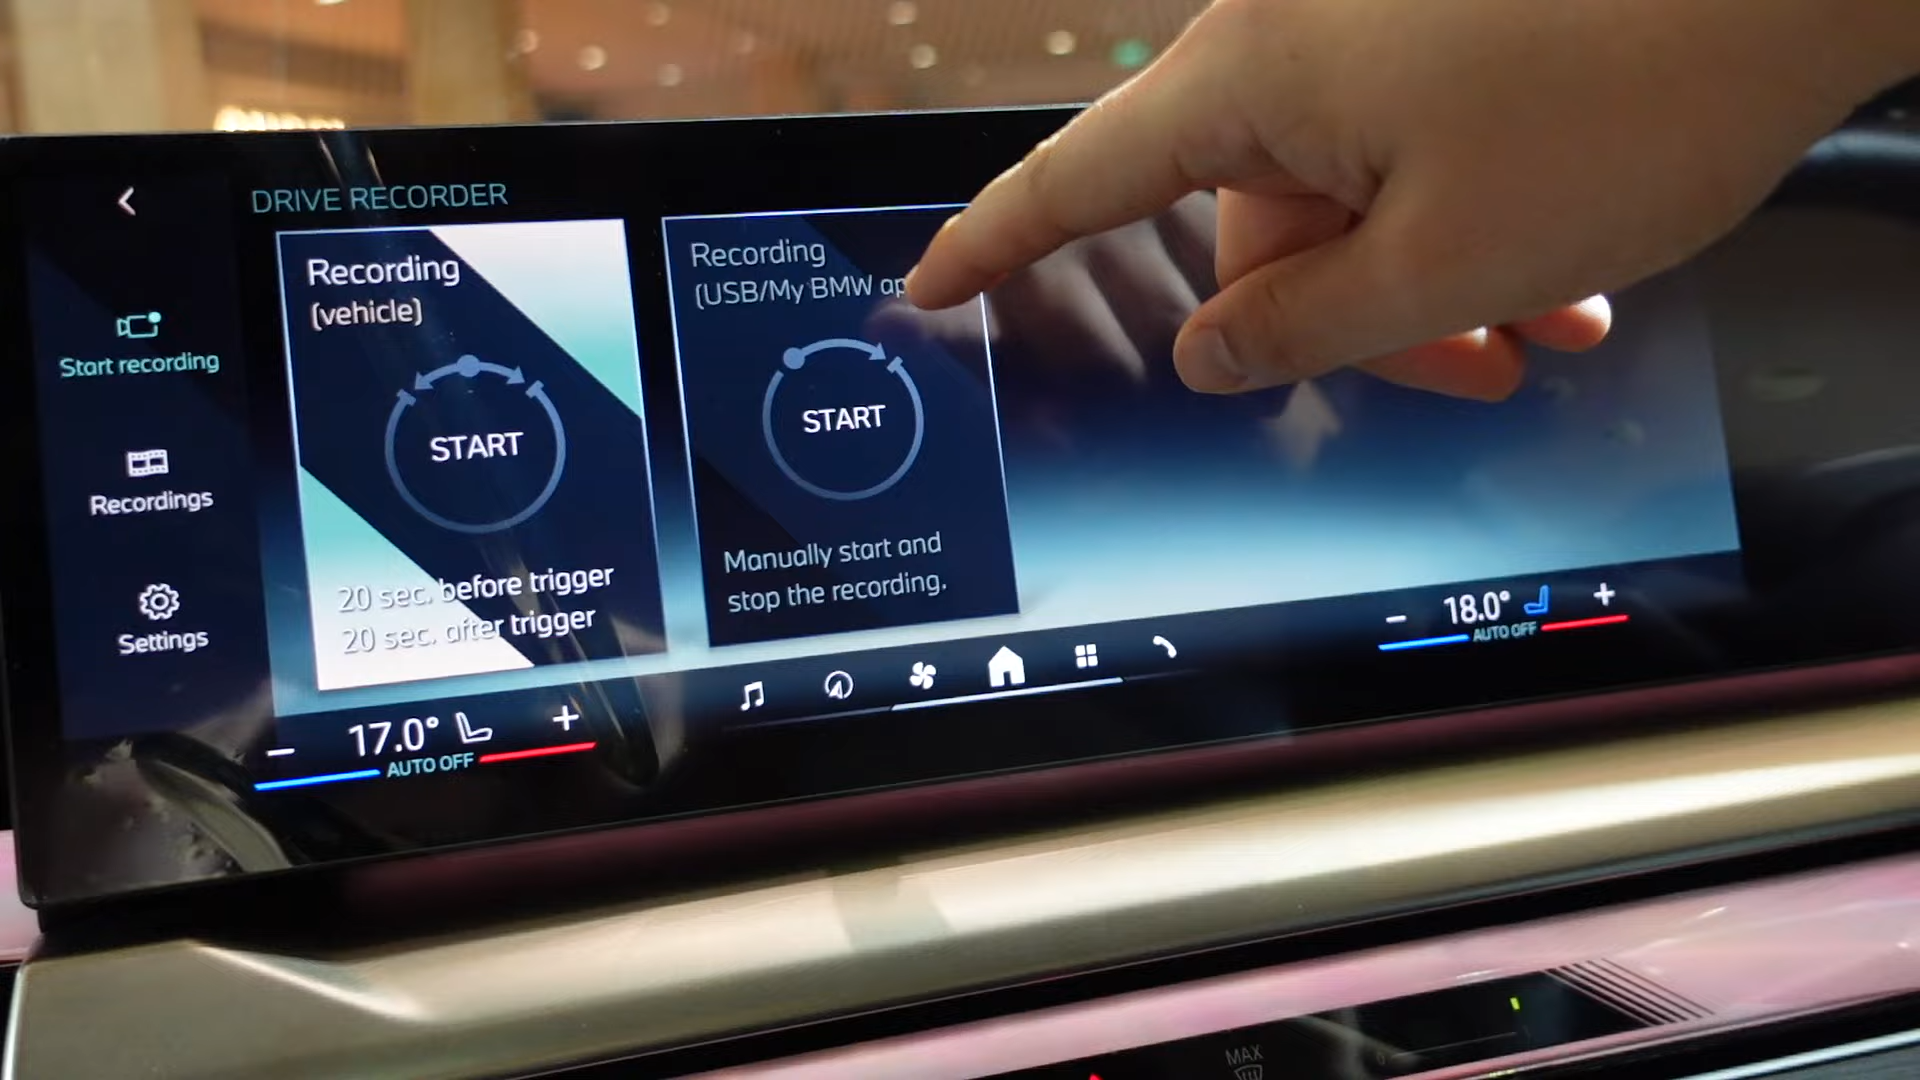 DRIVE RECORDER
Start recording
Recordings
Settings
Recording
(vehicle)
START
20 sec. before trigger
20 sec. after trigger
Recording
(USB/My BMW ap
START
Manually start and
stop the recording.
− 17.0° +
AUTO OFF
− 18.0° +
AUTO OFF
MAX